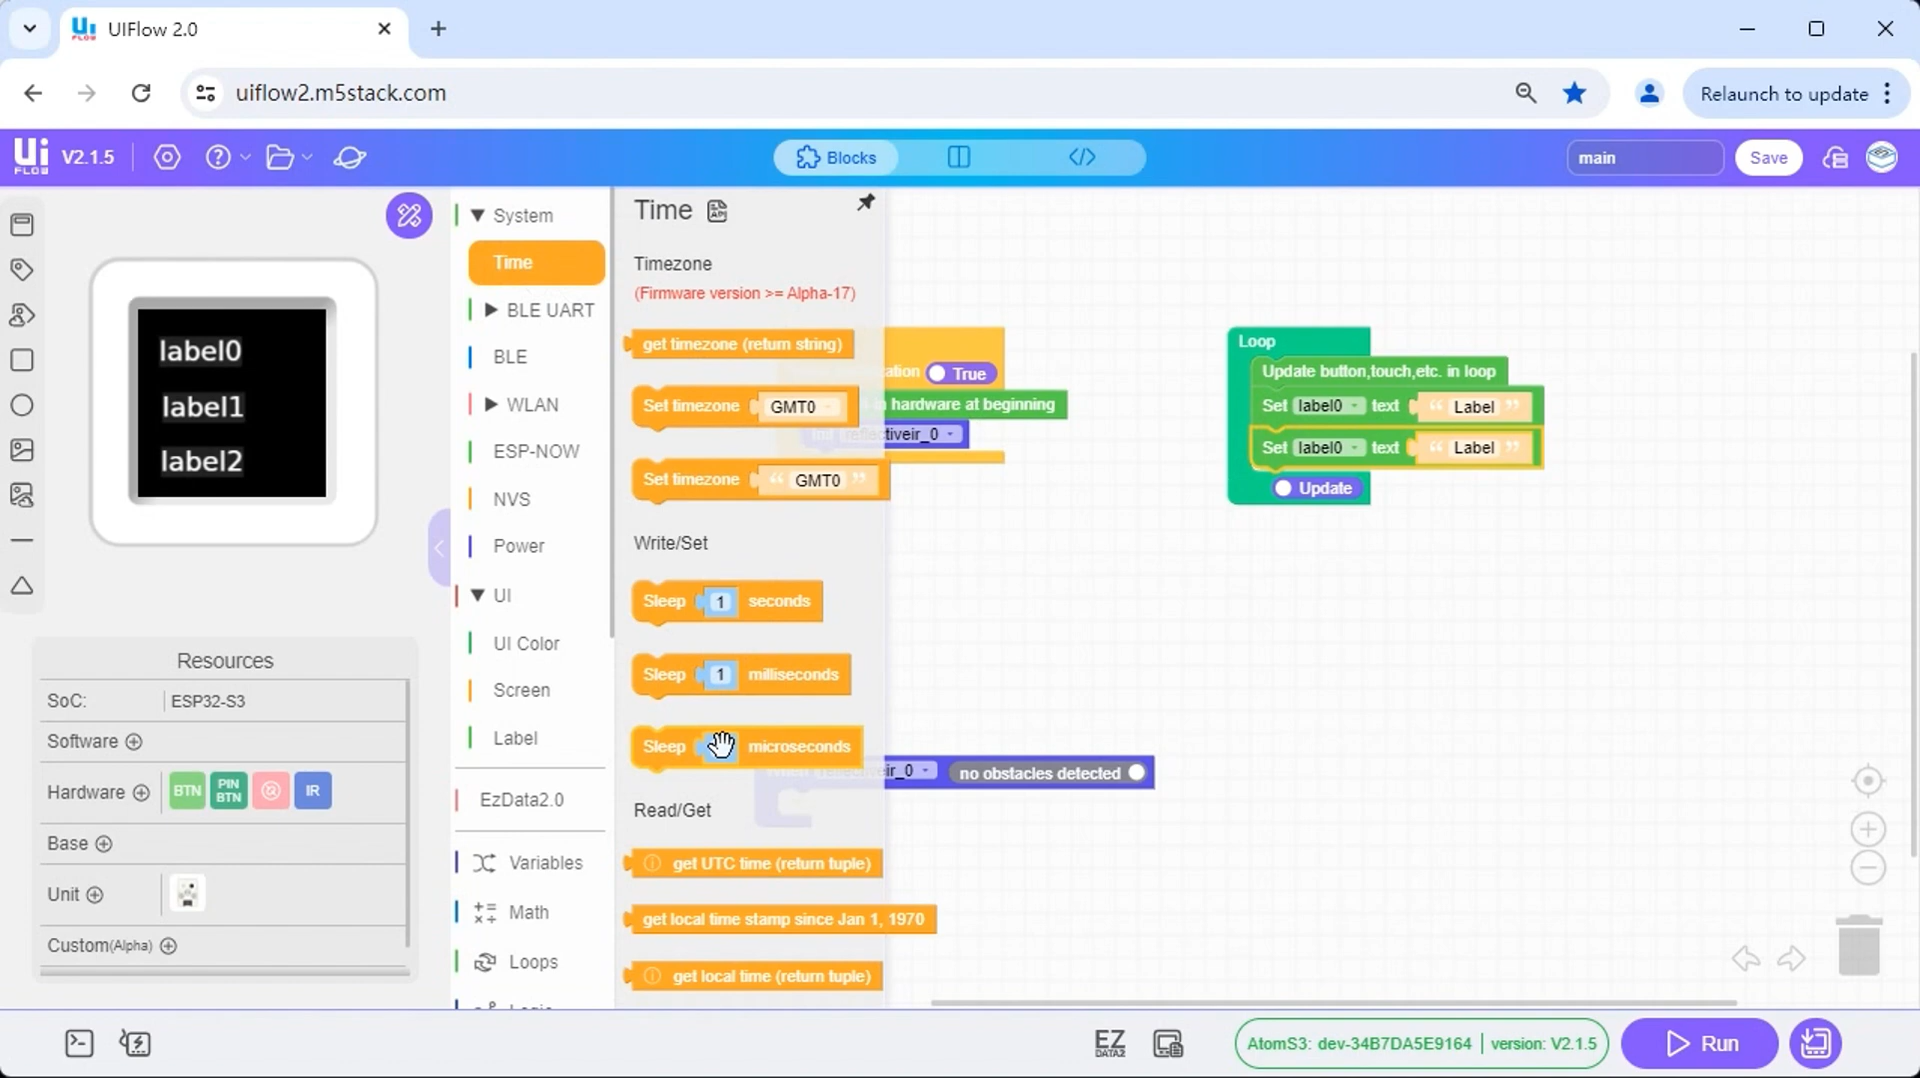 UIFlow 2.0
uiflow2.m5stack.com
Relaunch to update
Ui FLOW V2.1.5
Blocks
main
Save
label0
label1
label2
Resources
SoC: ESP32-S3
Software
Hardware BTN PIN BTN IR
Base
Unit
Custom(Alpha)
System
Time
BLE UART
BLE
WLAN
ESP-NOW
NVS
Power
UI
UI Color
Screen
Label
EzData2.0
Variables
Math
Loops
Time
Timezone
(Firmware version >= Alpha-17)
get timezone (return string)
Set timezone GMT0
Set timezone “ GMT0 ”
Write/Set
Sleep 1 seconds
Sleep 1 milliseconds
Sleep microseconds
Read/Get
get UTC time (return tuple)
get local time stamp since Jan 1, 1970
get local time (return tuple)
True
hardware at beginning
reflectiveir_0
no obstacles detected
Loop
Update button,touch,etc. in loop
Set label0 text “ Label ”
Set label0 text “ Label ”
Update
EZ DATA2
AtomS3: dev-34B7DA5E9164 | version: V2.1.5
Run